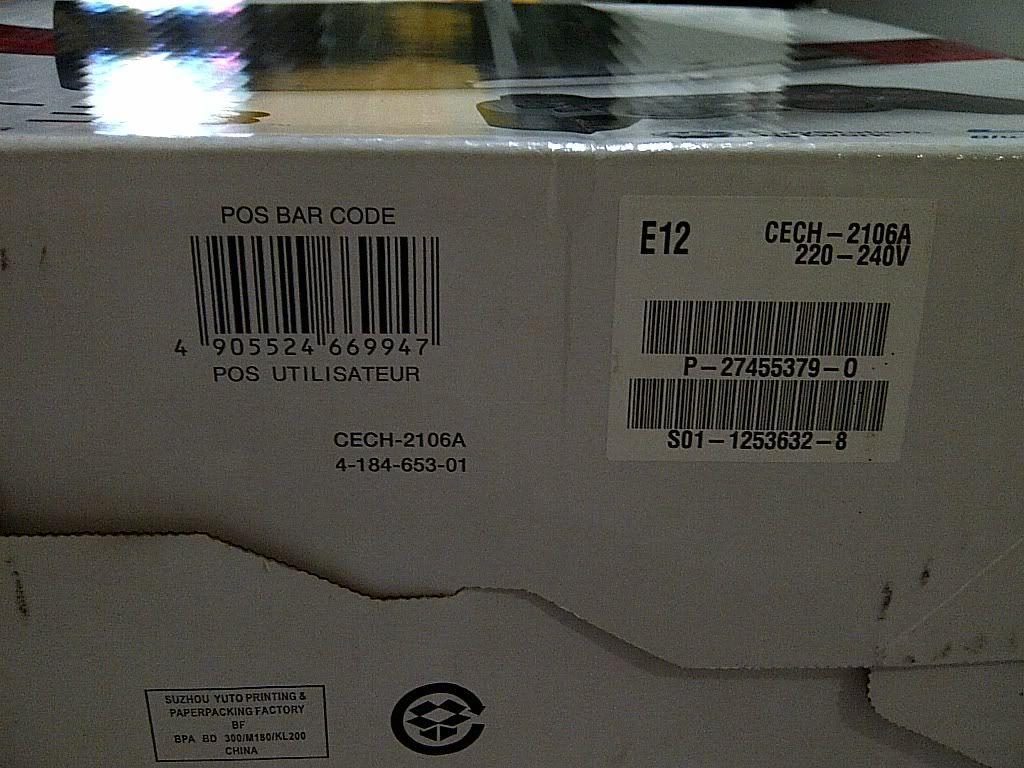 POS BAR CODE
4 905524 669947
POS UTILISATEUR
CECH-2106A
4-184-653-01
E12
CECH-2106A
220-240V
P-27455379-0
S01-1253632-8
SUZHOU YUTO PRINTING &
PAPERPACKING FACTORY
BF
BPA BD 300/M180/KL200
CHINA